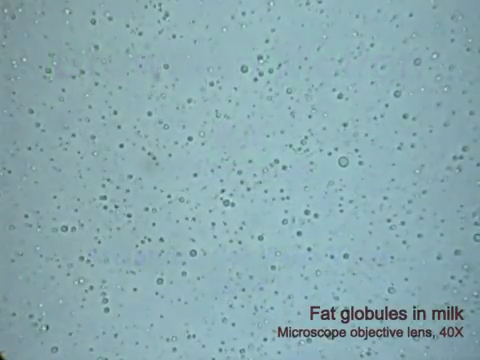 Fat globules in milk
Microscope objective lens, 40X